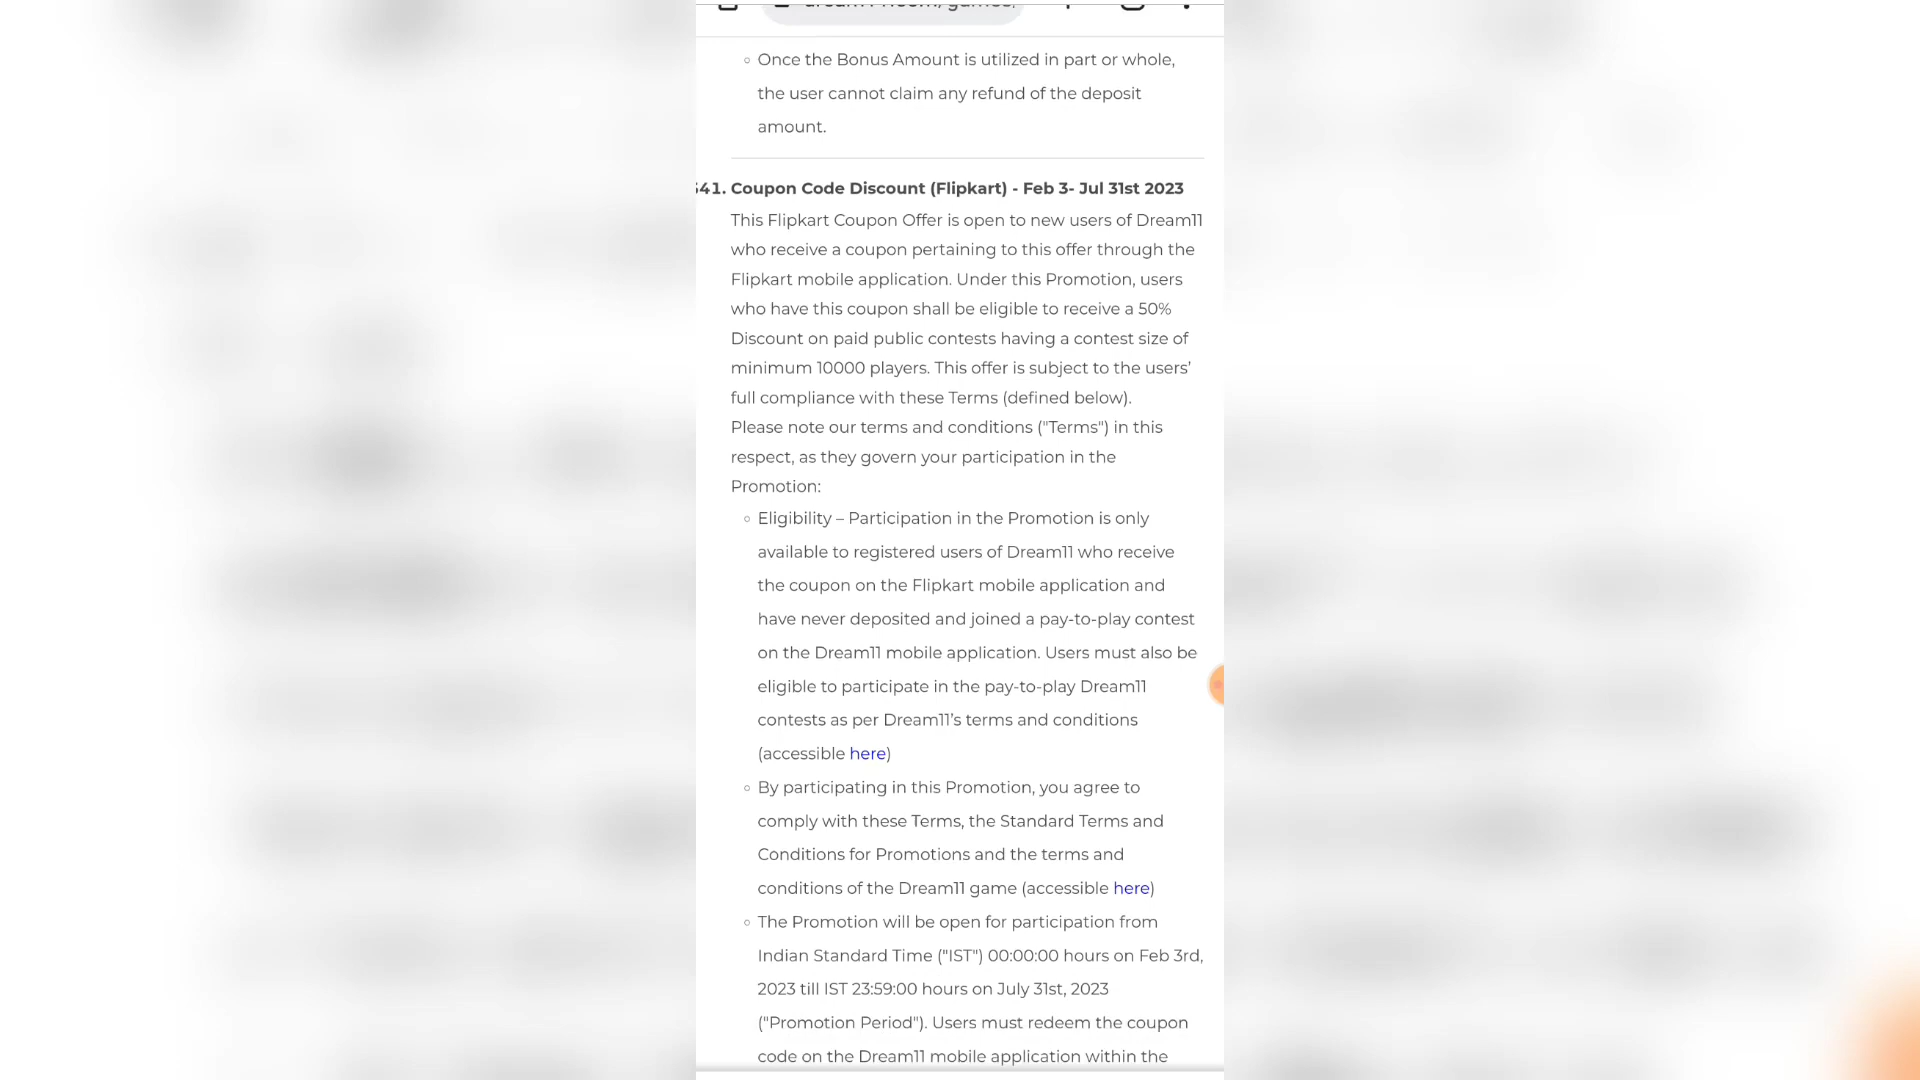 Once the Bonus Amount is utilized in part or whole,
the user cannot claim any refund of the deposit
amount.
41. Coupon Code Discount (Flipkart) - Feb 3- Jul 31st 2023
This Flipkart Coupon Offer is open to new users of Dream11
who receive a coupon pertaining to this offer through the
Flipkart mobile application. Under this Promotion, users
who have this coupon shall be eligible to receive a 50%
Discount on paid public contests having a contest size of
minimum 10000 players. This offer is subject to the users’
full compliance with these Terms (defined below).
Please note our terms and conditions ("Terms") in this
respect, as they govern your participation in the
Promotion:
Eligibility – Participation in the Promotion is only
available to registered users of Dream11 who receive
the coupon on the Flipkart mobile application and
have never deposited and joined a pay-to-play contest
on the Dream11 mobile application. Users must also be
eligible to participate in the pay-to-play Dream11
contests as per Dream11’s terms and conditions
(accessible here)
By participating in this Promotion, you agree to
comply with these Terms, the Standard Terms and
Conditions for Promotions and the terms and
conditions of the Dream11 game (accessible here)
The Promotion will be open for participation from
Indian Standard Time ("IST") 00:00:00 hours on Feb 3rd,
2023 till IST 23:59:00 hours on July 31st, 2023
("Promotion Period"). Users must redeem the coupon
code on the Dream11 mobile application within the